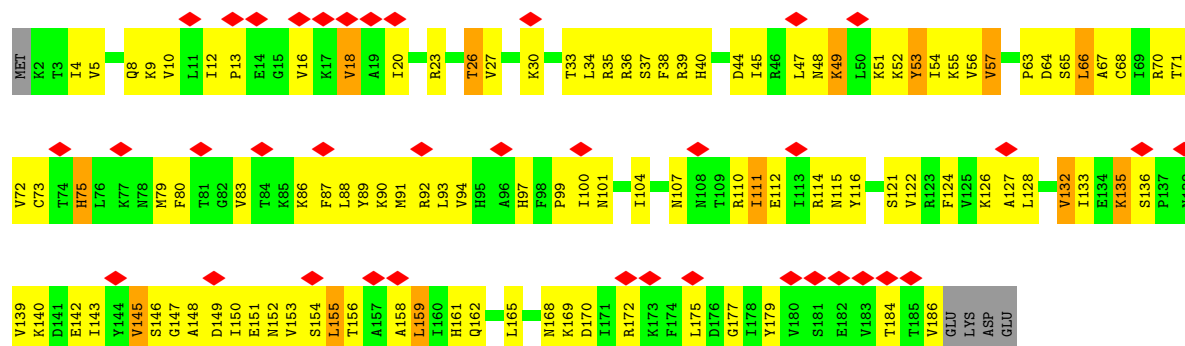 MET K2 T3 I4 V5 Q8 K9 V10 L11 I12 P13 E14 G15 V16 K17 V18 A19 I20 R23 T26 V27 K30 T33 L34 R35 R36 S37 F38 R39 H40 D44 I45 R46 L47 N48 K49 L50 K51 K52 Y53 I54 K55 V56 V57 P63 D64 S65 L66 A67 C68 I69 R70 T71
V72 C73 T74 H75 L76 K77 N78 M79 F80 T81 G82 V83 T84 K85 K86 F87 L88 Y89 K90 M91 R92 L93 V94 H95 A96 H97 F98 P99 I100 N101 I104 N107 N108 T109 R110 I111 E112 I113 R114 N115 Y116 S121 V122 R123 F124 V125 K126 A127 L128 V132 I133 E134 K135 S136 P137
V139 K140 D141 E142 I143 Y144 V145 S146 G147 A148 D149 I150 E151 N152 V153 S154 L155 T156 A157 A158 L159 I160 H161 Q162 L165 N168 K169 D170 I171 R172 K173 F174 L175 D176 G177 I178 Y179 V180 S181 E182 V183 T184 T185 V186 GLU LYS ASP GLU